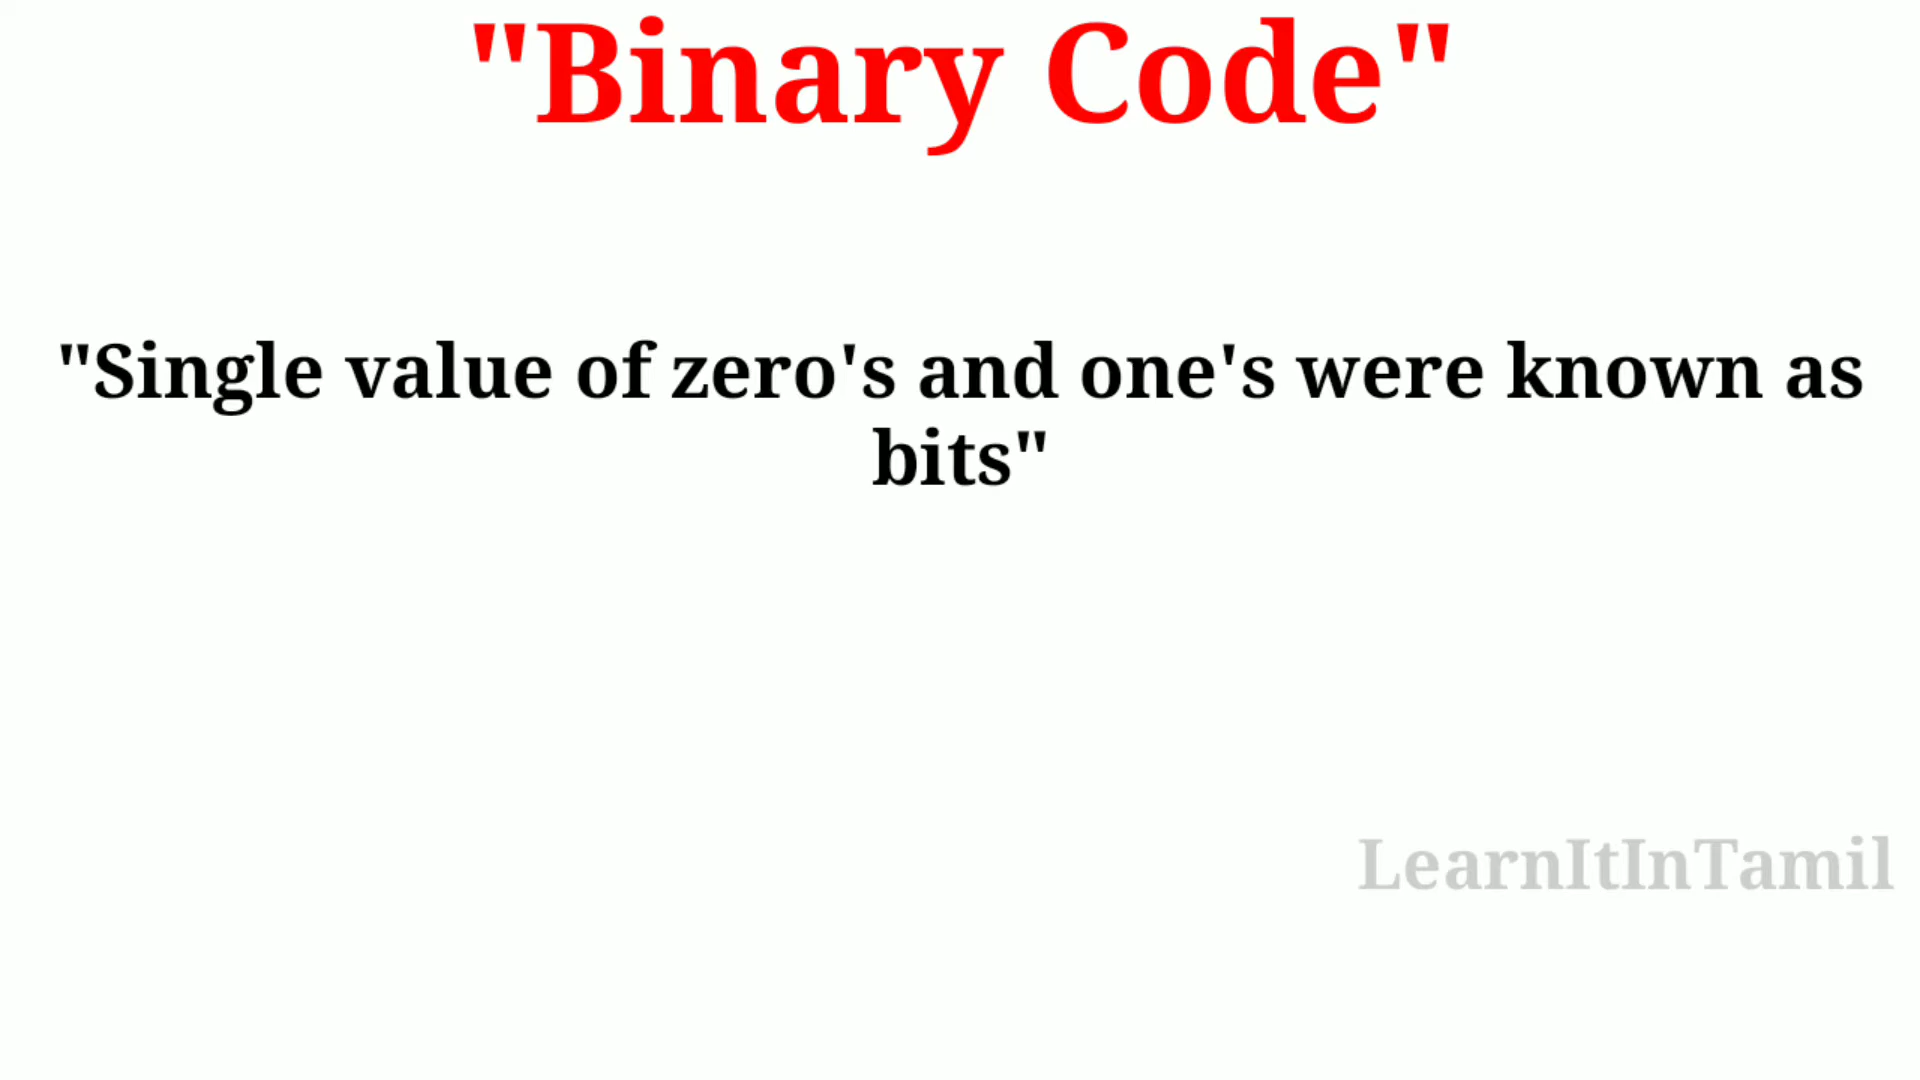 "Binary Code"
"Single value of zero's and one's were known as
bits"
LearnItInTamil